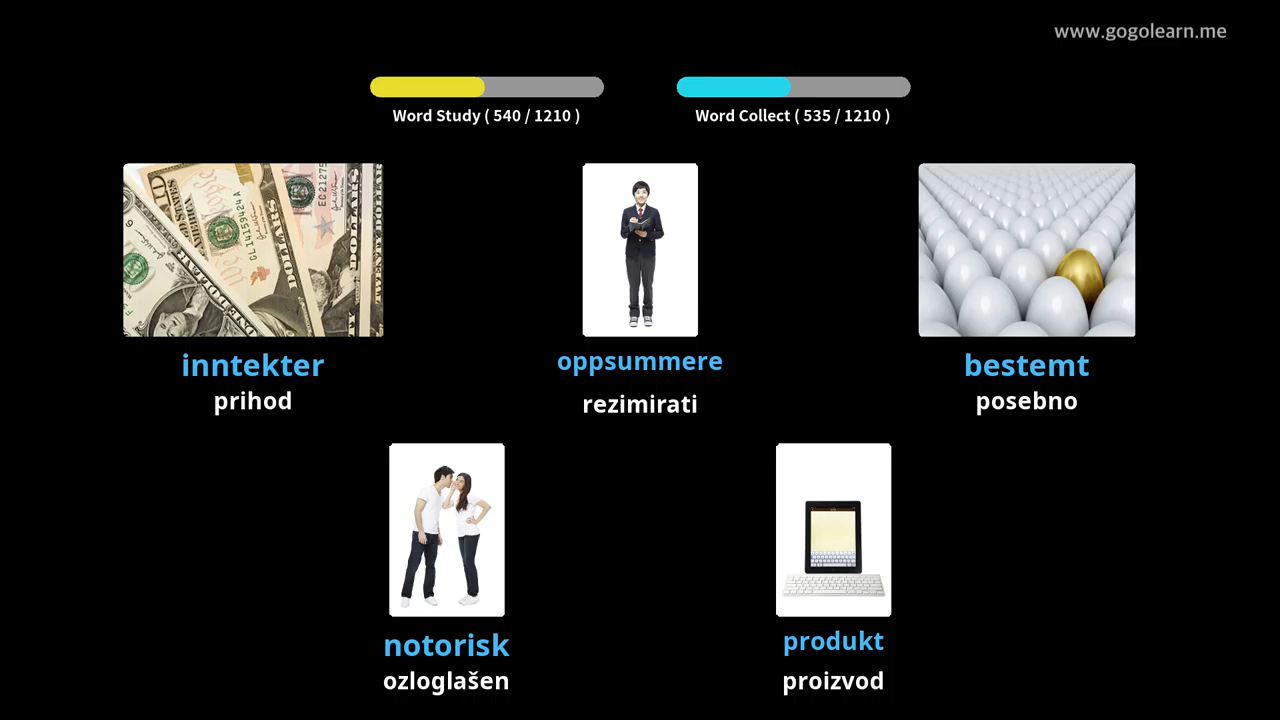 www.gogolearn.me
Word Study ( 540 / 1210 )
Word Collect ( 535 / 1210 )
inntekter
prihod
oppsummere
rezimirati
bestemt
posebno
notorisk
ozloglašen
produkt
proizvod